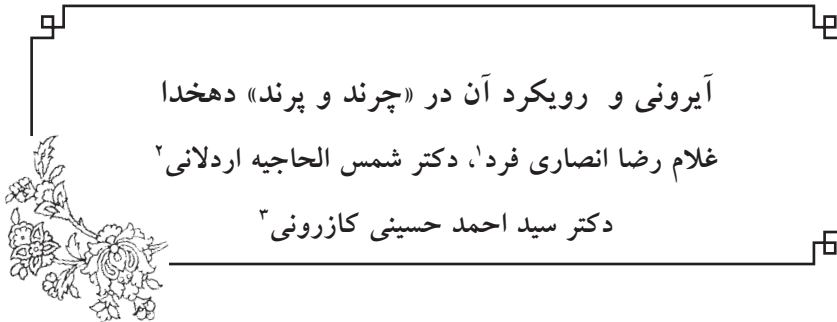 آیرونی و رویکرد آن در «چرند و پرند» دهخدا
غلام رضا انصاری فرد۱، دکتر شمس الحاجیه اردلانی۲
دکتر سید احمد حسینی کازرونی۳